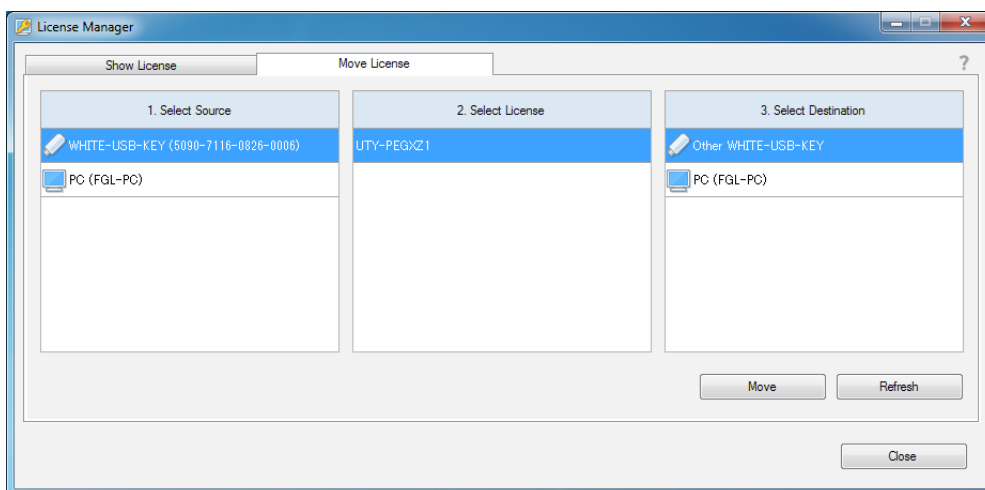 License Manager
Show License
Move License
?
1. Select Source
2. Select License
3. Select Destination
WHITE-USB-KEY (5090-7116-0826-0006)
UTY-PEGXZ1
Other WHITE-USB-KEY
PC (FGL-PC)
PC (FGL-PC)
Move
Refresh
Close